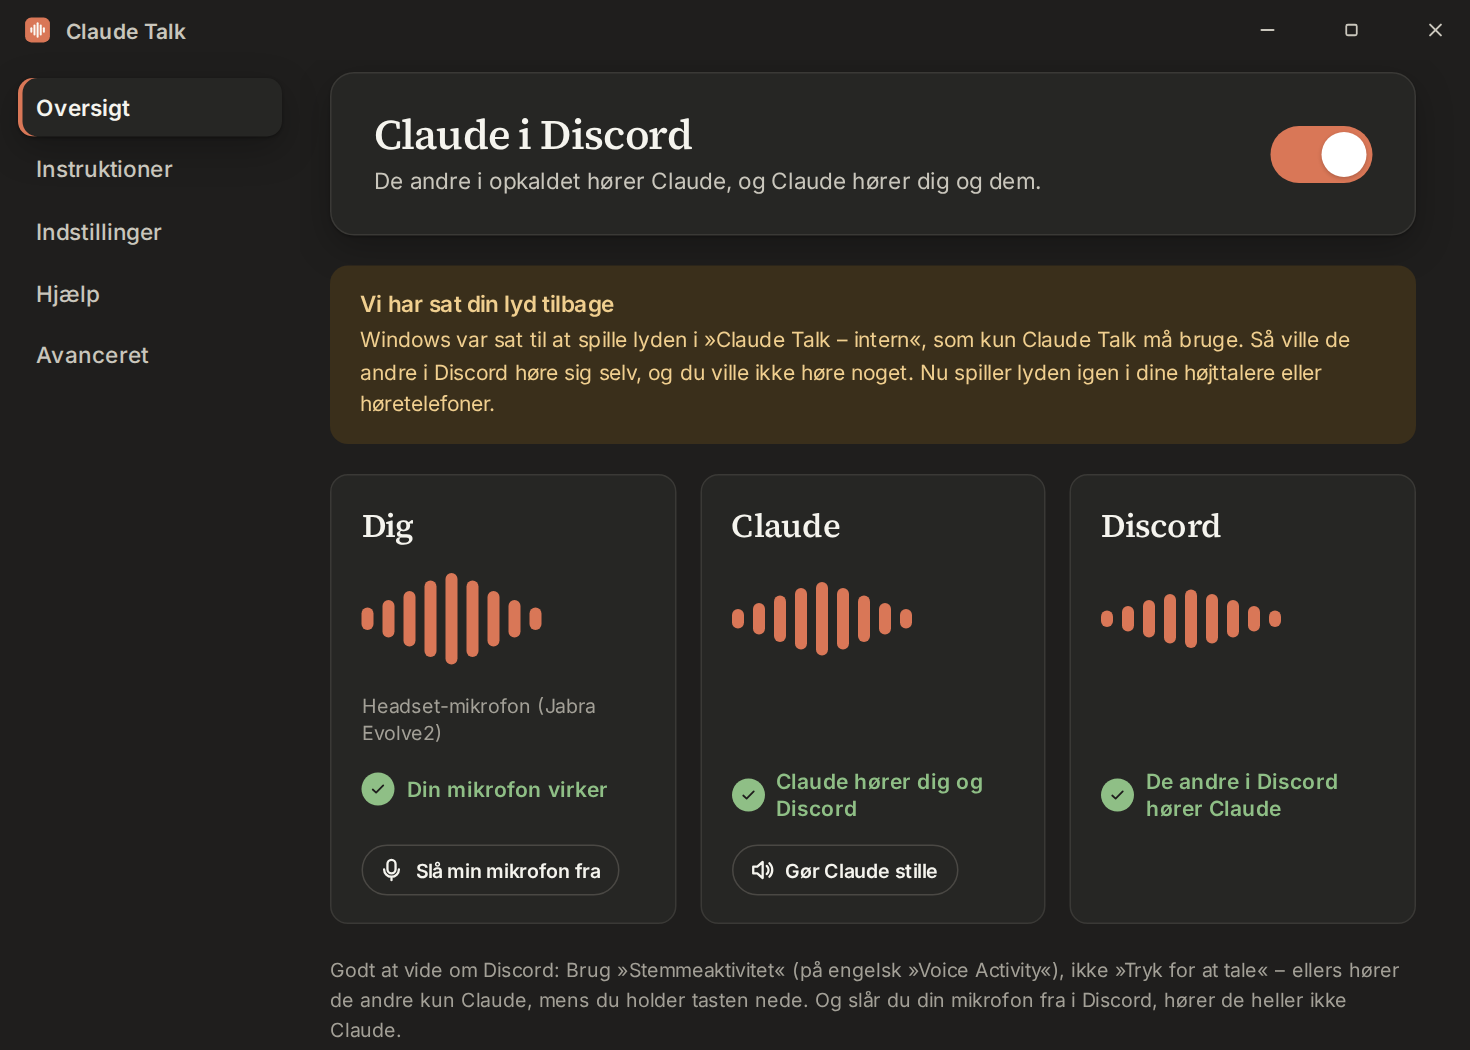 Claude Talk
Oversigt
Instruktioner
Indstillinger
Hjælp
Avanceret
Claude i Discord
De andre i opkaldet hører Claude, og Claude hører dig og dem.
Vi har sat din lyd tilbage
Windows var sat til at spille lyden i »Claude Talk – intern«, som kun Claude Talk må bruge. Så ville de
andre i Discord høre sig selv, og du ville ikke høre noget. Nu spiller lyden igen i dine højttalere eller
høretelefoner.
Dig
Headset-mikrofon (Jabra
Evolve2)
Din mikrofon virker
Slå min mikrofon fra
Claude
Claude hører dig og
Discord
Gør Claude stille
Discord
De andre i Discord
hører Claude
Godt at vide om Discord: Brug »Stemmeaktivitet« (på engelsk »Voice Activity«), ikke »Tryk for at tale« – ellers hører
de andre kun Claude, mens du holder tasten nede. Og slår du din mikrofon fra i Discord, hører de heller ikke
Claude.